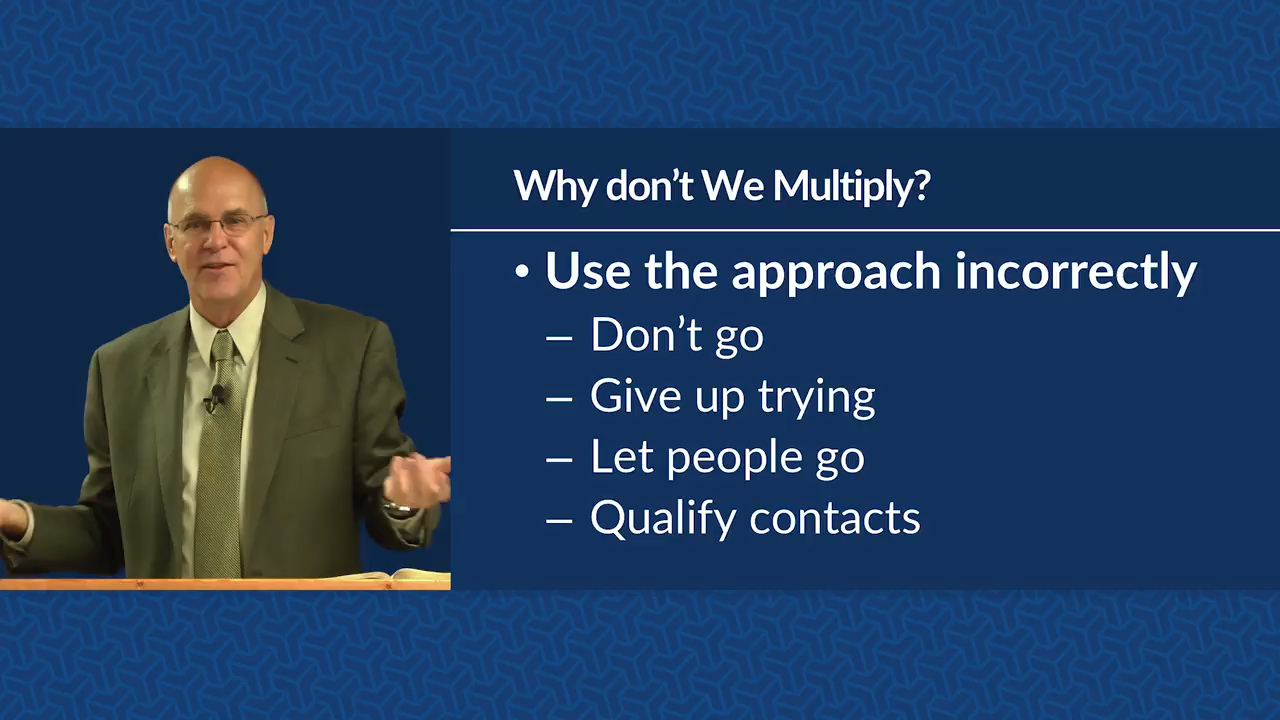 Why don't We Multiply?
• Use the approach incorrectly
– Don't go
– Give up trying
– Let people go
– Qualify contacts